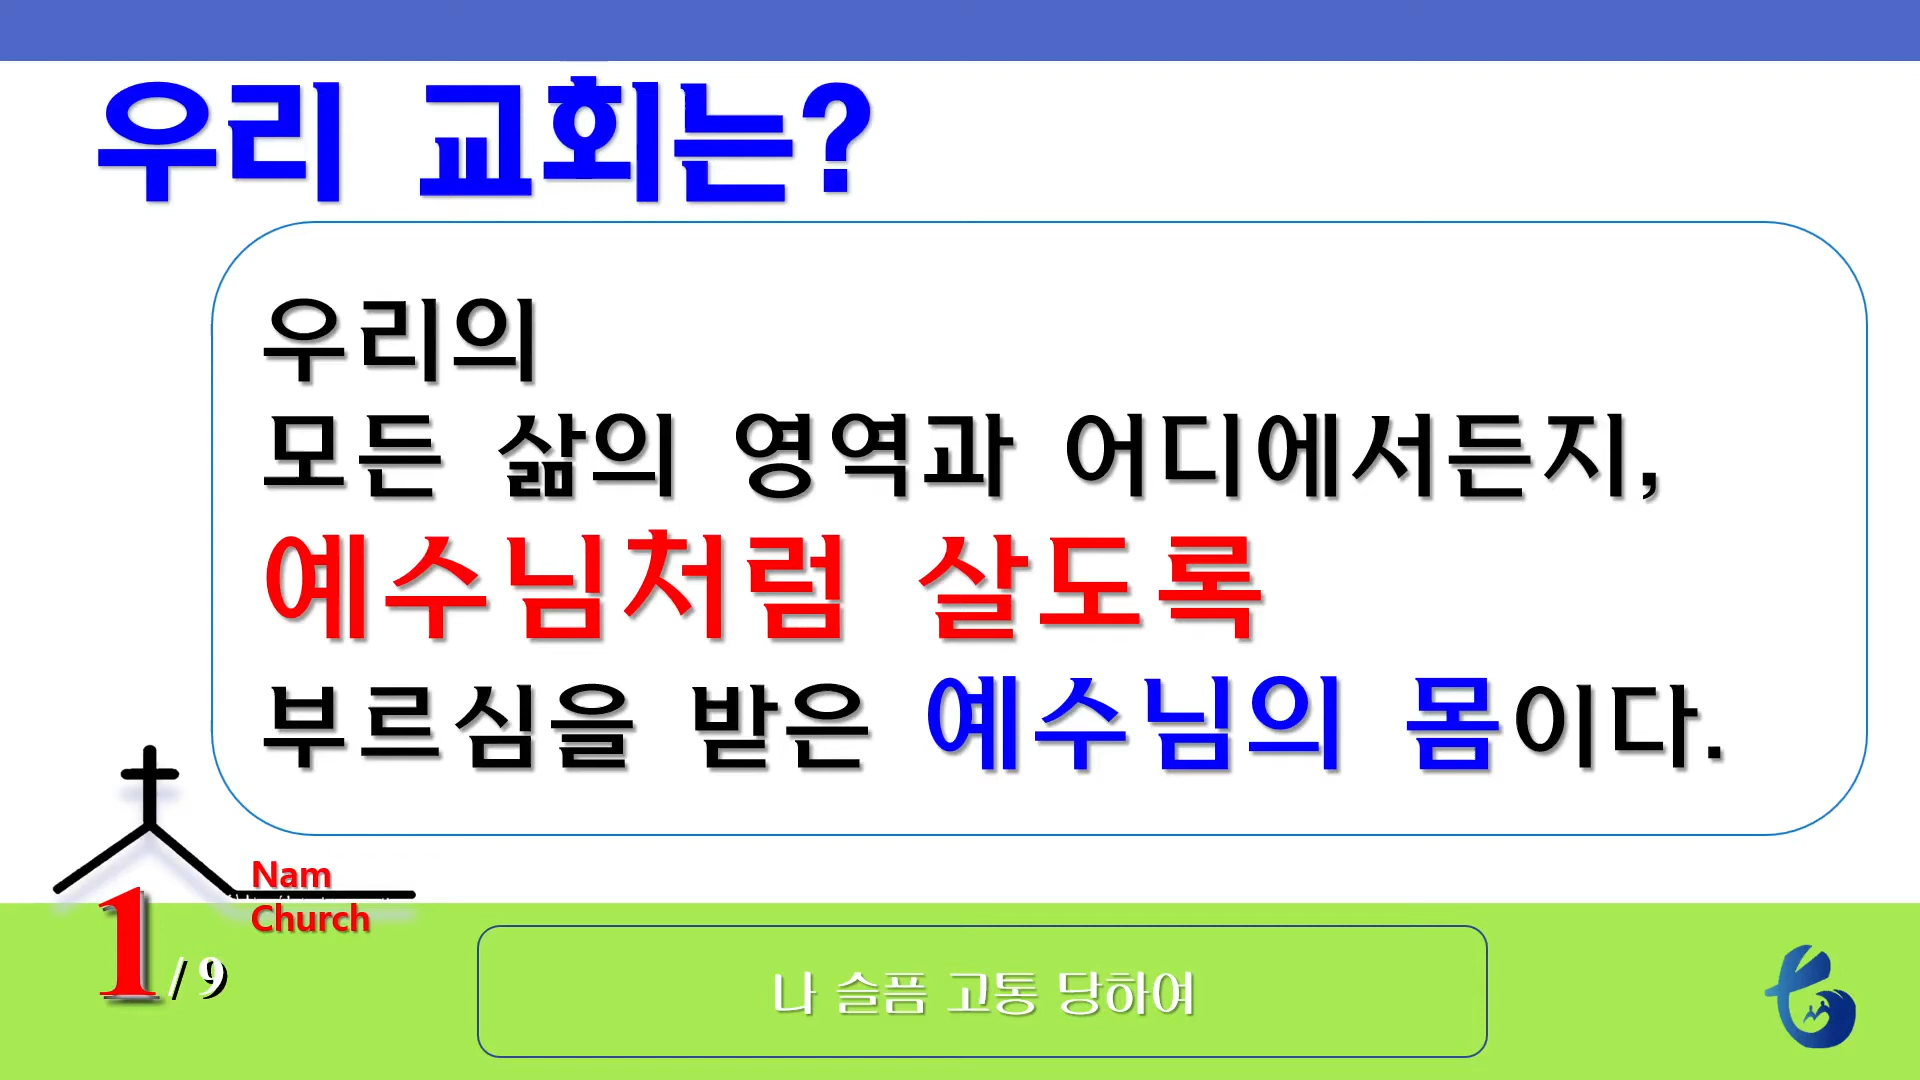 우리 교회는?
우리의
모든 삶의 영역과 어디에서든지,
예수님처럼 살도록
부르심을 받은 예수님의 몸이다.
Nam
Church
1/9
나 슬픔 고통 당하여